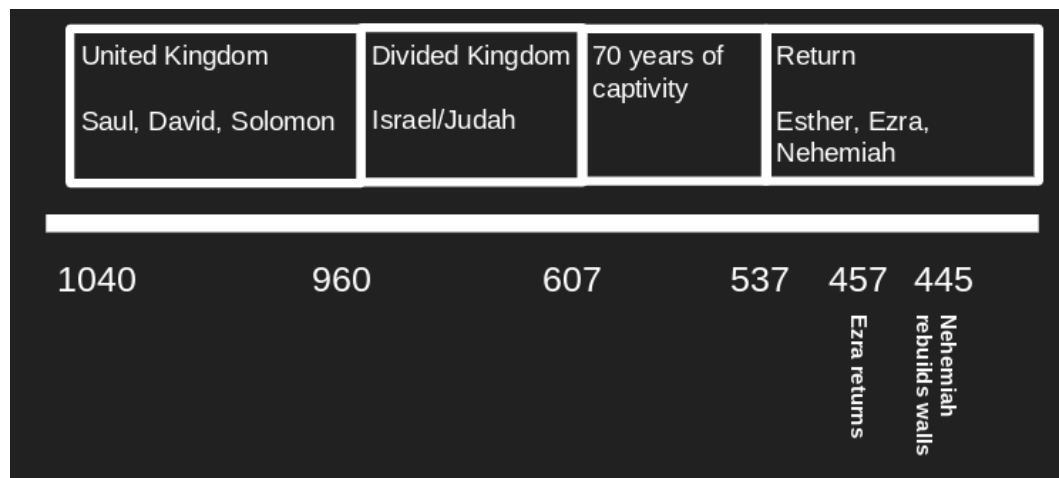 United Kingdom
Saul, David, Solomon
Divided Kingdom
Israel/Judah
70 years of
captivity
Return
Esther, Ezra,
Nehemiah
1040
960
607
537
457
445
Ezra returns
Nehemiah
rebuilds walls